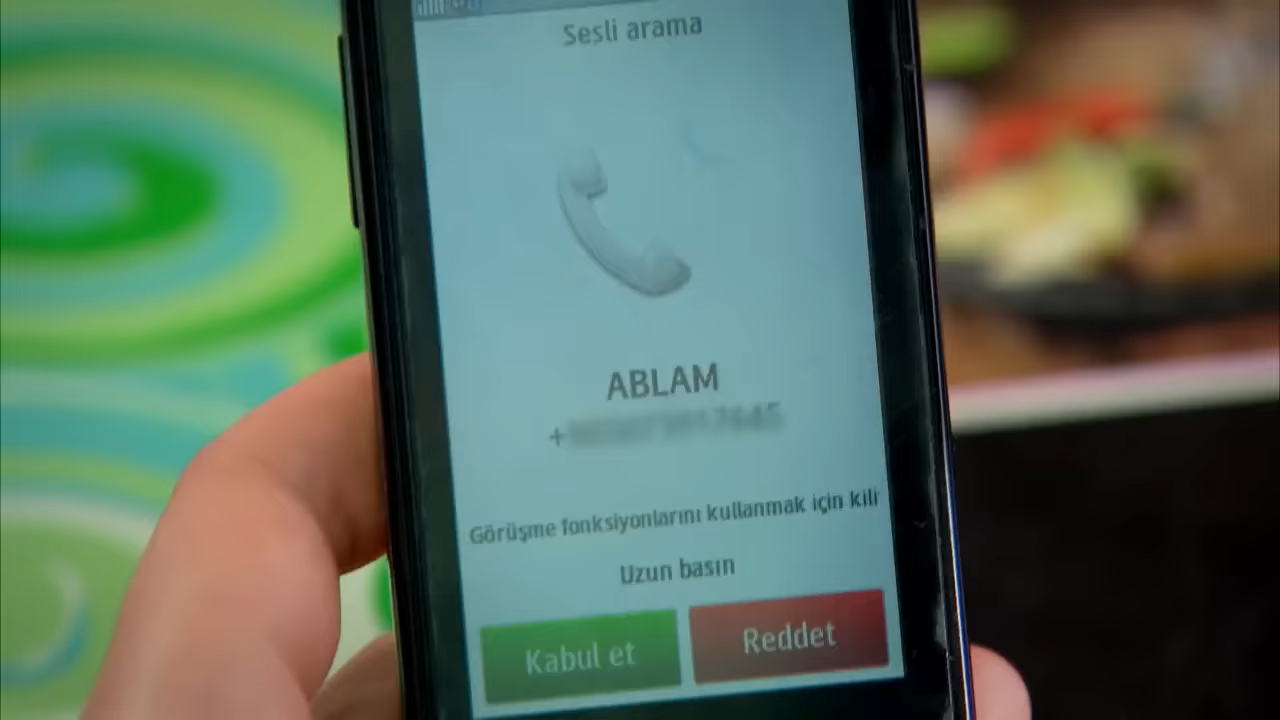 Sesli arama
ABLAM
+
Görüşme fonksiyonlarını kullanmak için kili
Uzun basın
Kabul et
Reddet